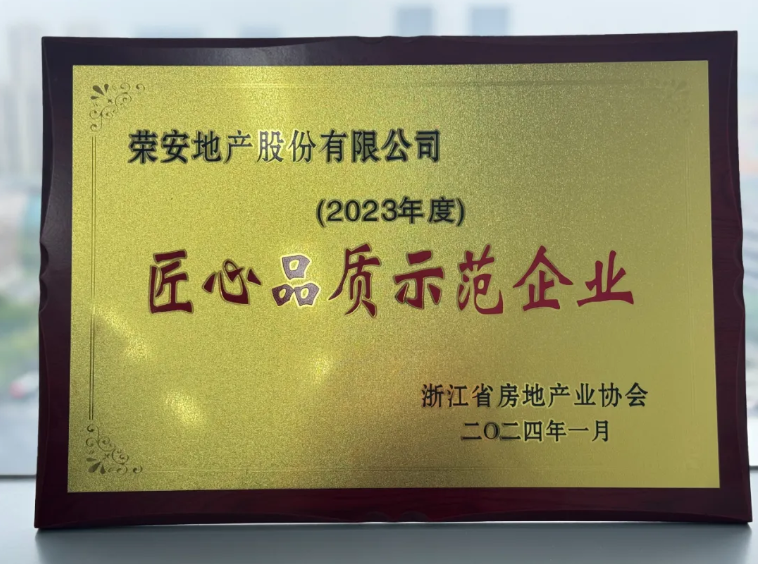 荣安地产股份有限公司
(2023年度)
匠心品质示范企业
浙江省房地产业协会
二〇二四年一月